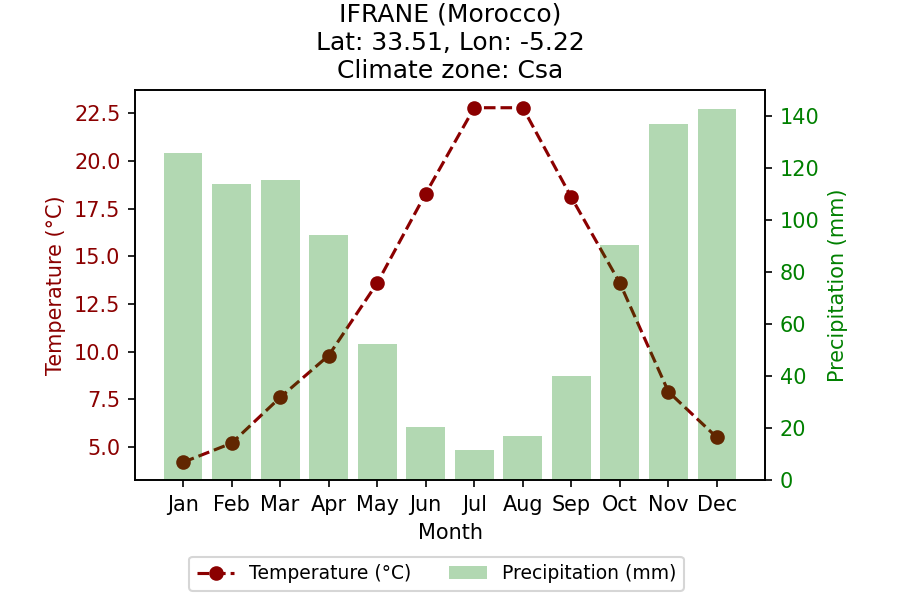 IFRANE (Morocco)
Lat: 33.51, Lon: -5.22
Climate zone: Csa
Temperature (°C)
22.5
20.0
17.5
15.0
12.5
10.0
7.5
5.0
140
120
100
80
60
40
20
0
Precipitation (mm)
Jan Feb Mar Apr May Jun Jul Aug Sep Oct Nov Dec
Month
Temperature (°C) Precipitation (mm)